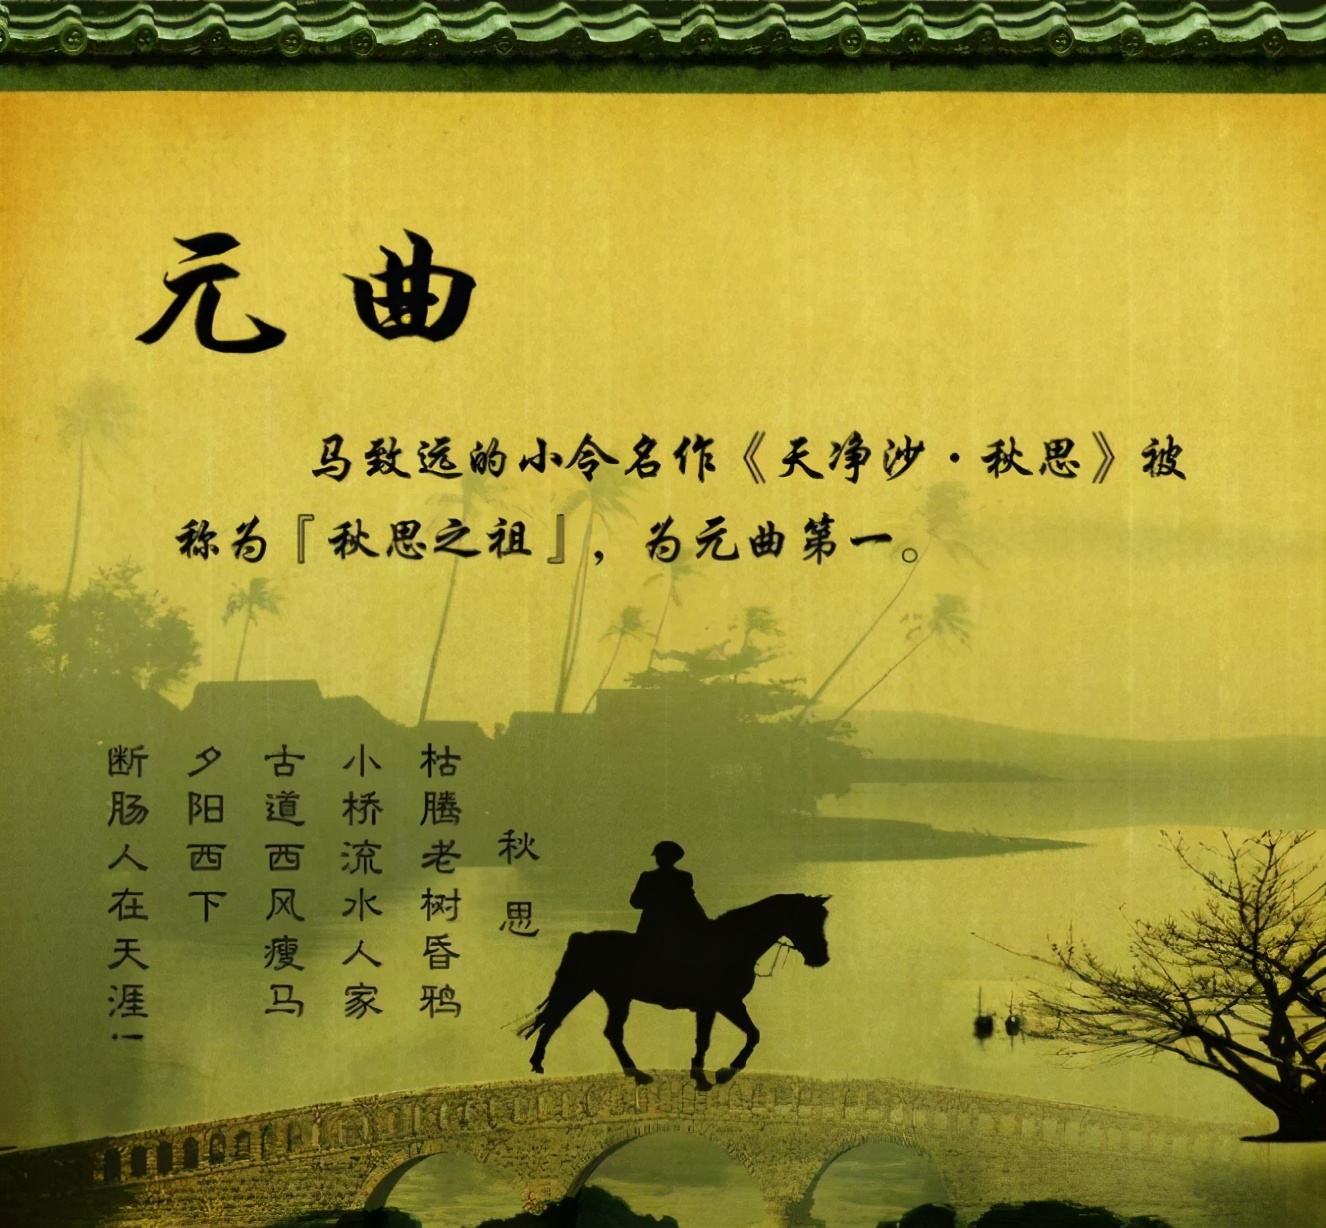 元曲
马致远的小令名作《天净沙·秋思》被
称为『秋思之祖』，为元曲第一。
秋思
枯腾老树昏鸦
小桥流水人家
古道西风瘦马
夕阳西下
断肠人在天涯！